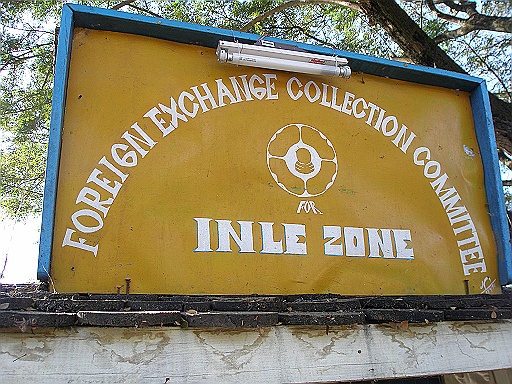 FOREIGN EXCHANGE COLLECTION COMMITTEE
FOR
INLE ZONE